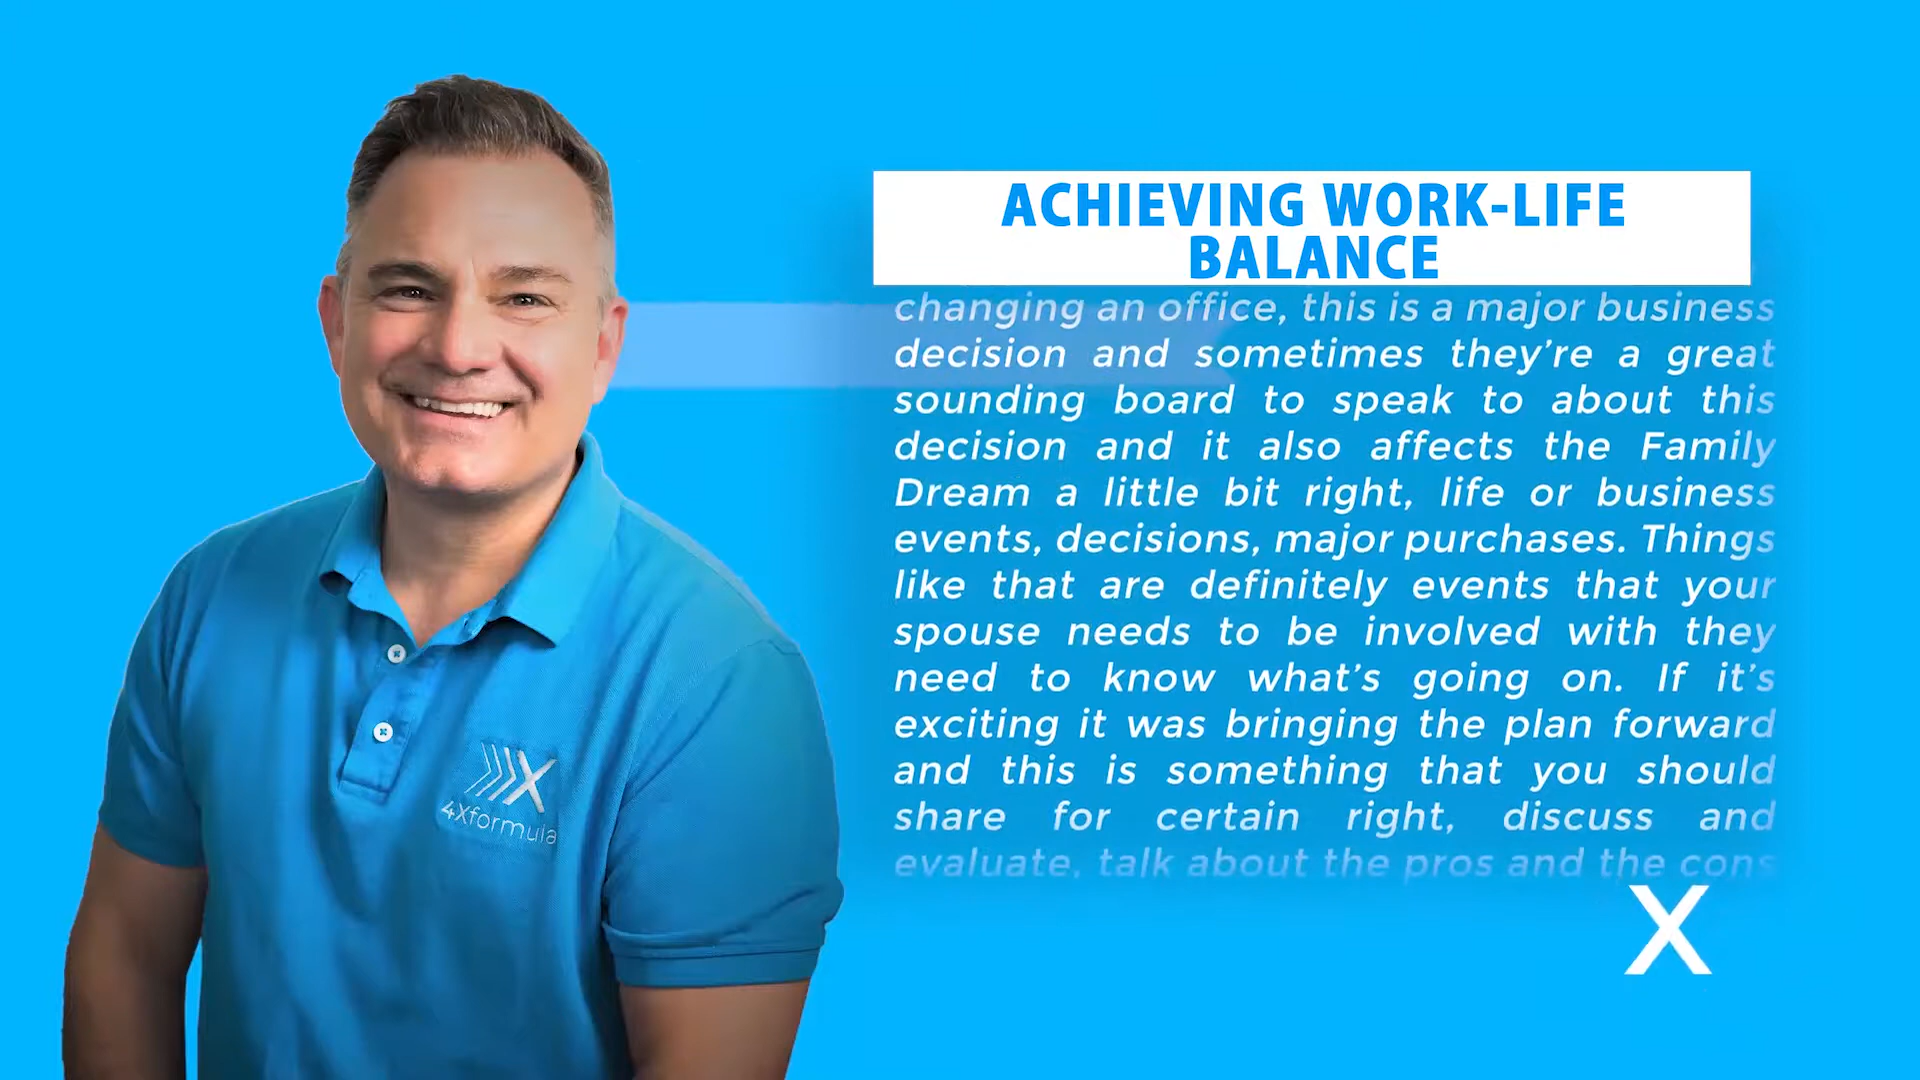 ACHIEVING WORK-LIFE
BALANCE
changing an office, this is a major business
decision and sometimes they're a great
sounding board to speak to about this
decision and it also affects the Family
Dream a little bit right, life or business
events, decisions, major purchases. Things
like that are definitely events that your
spouse needs to be involved with they
need to know what's going on. If it's
exciting it was bringing the plan forward
and this is something that you should
share for certain right, discuss and
evaluate, talk about the pros and the cons
X
X
4Xformula